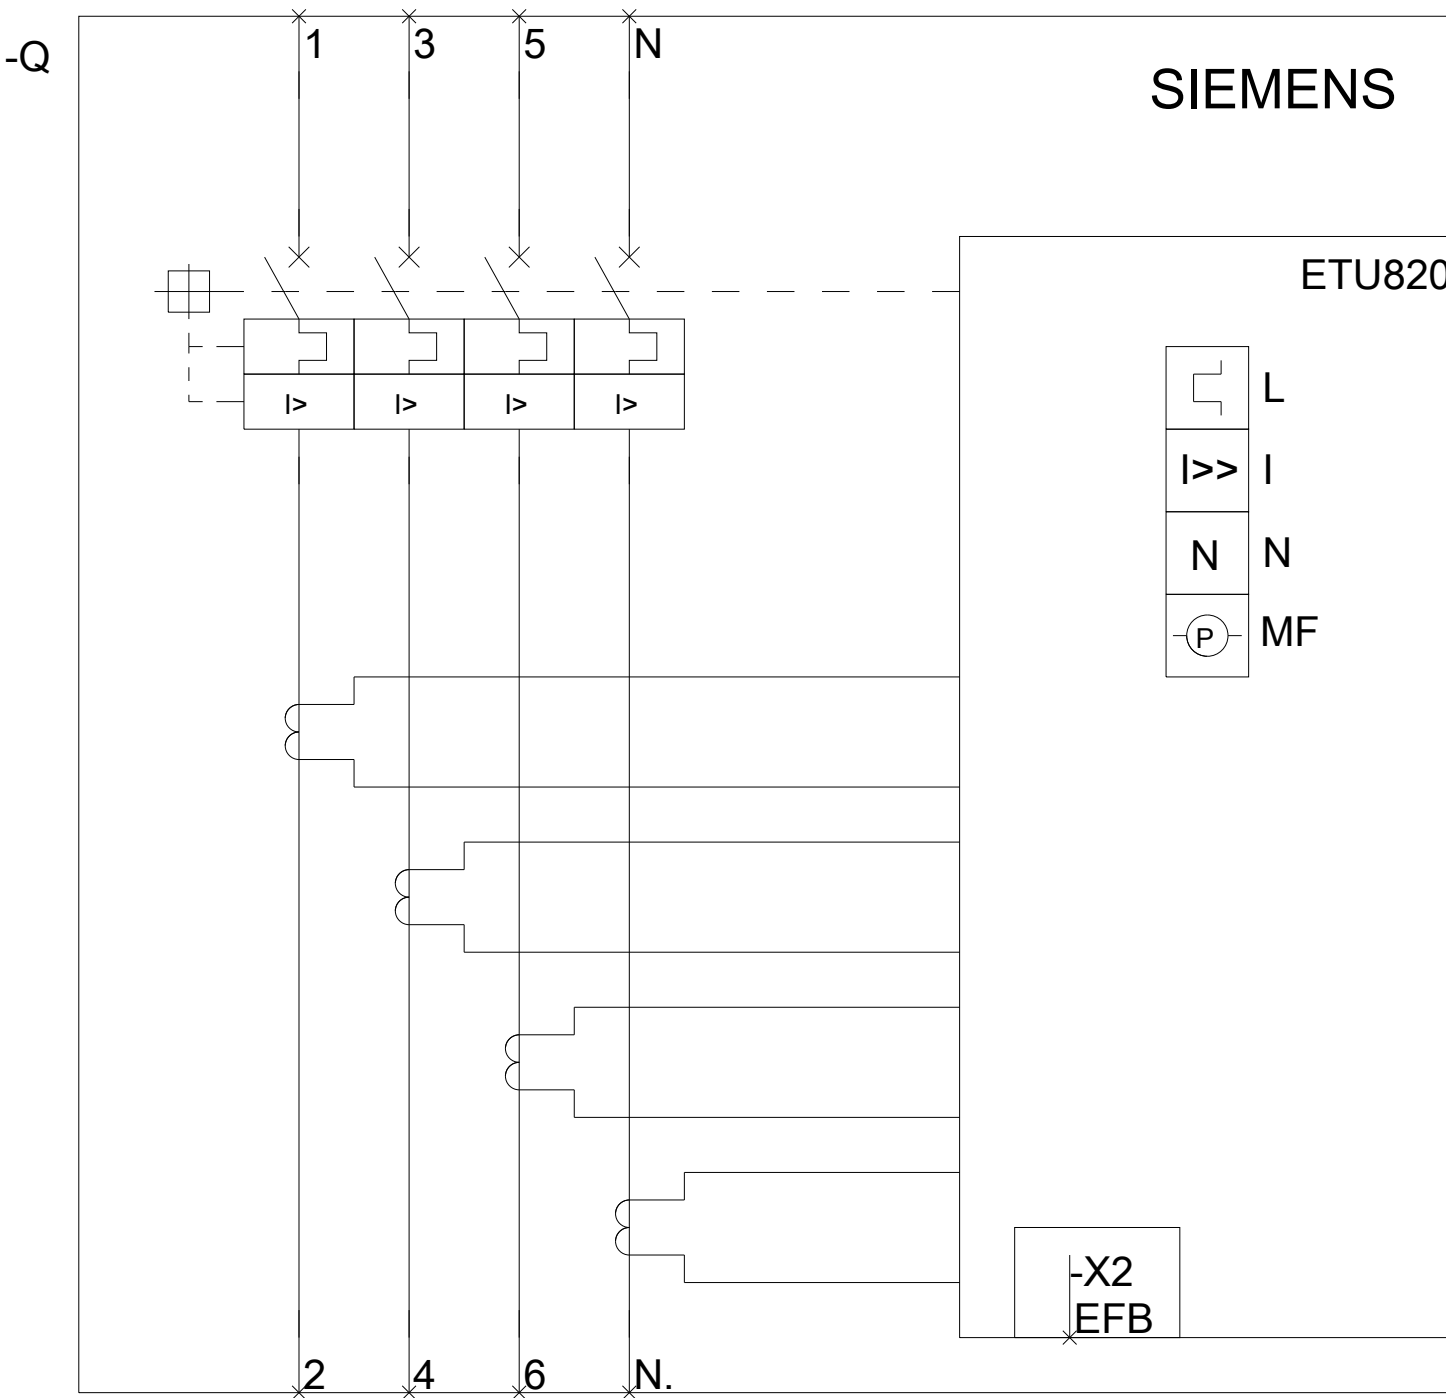 -Q
1 3 5 N
SIEMENS
ETU820
I> I> I> I>
L
I>> I
N N
P MF
-X2
EFB
2 4 6 N.